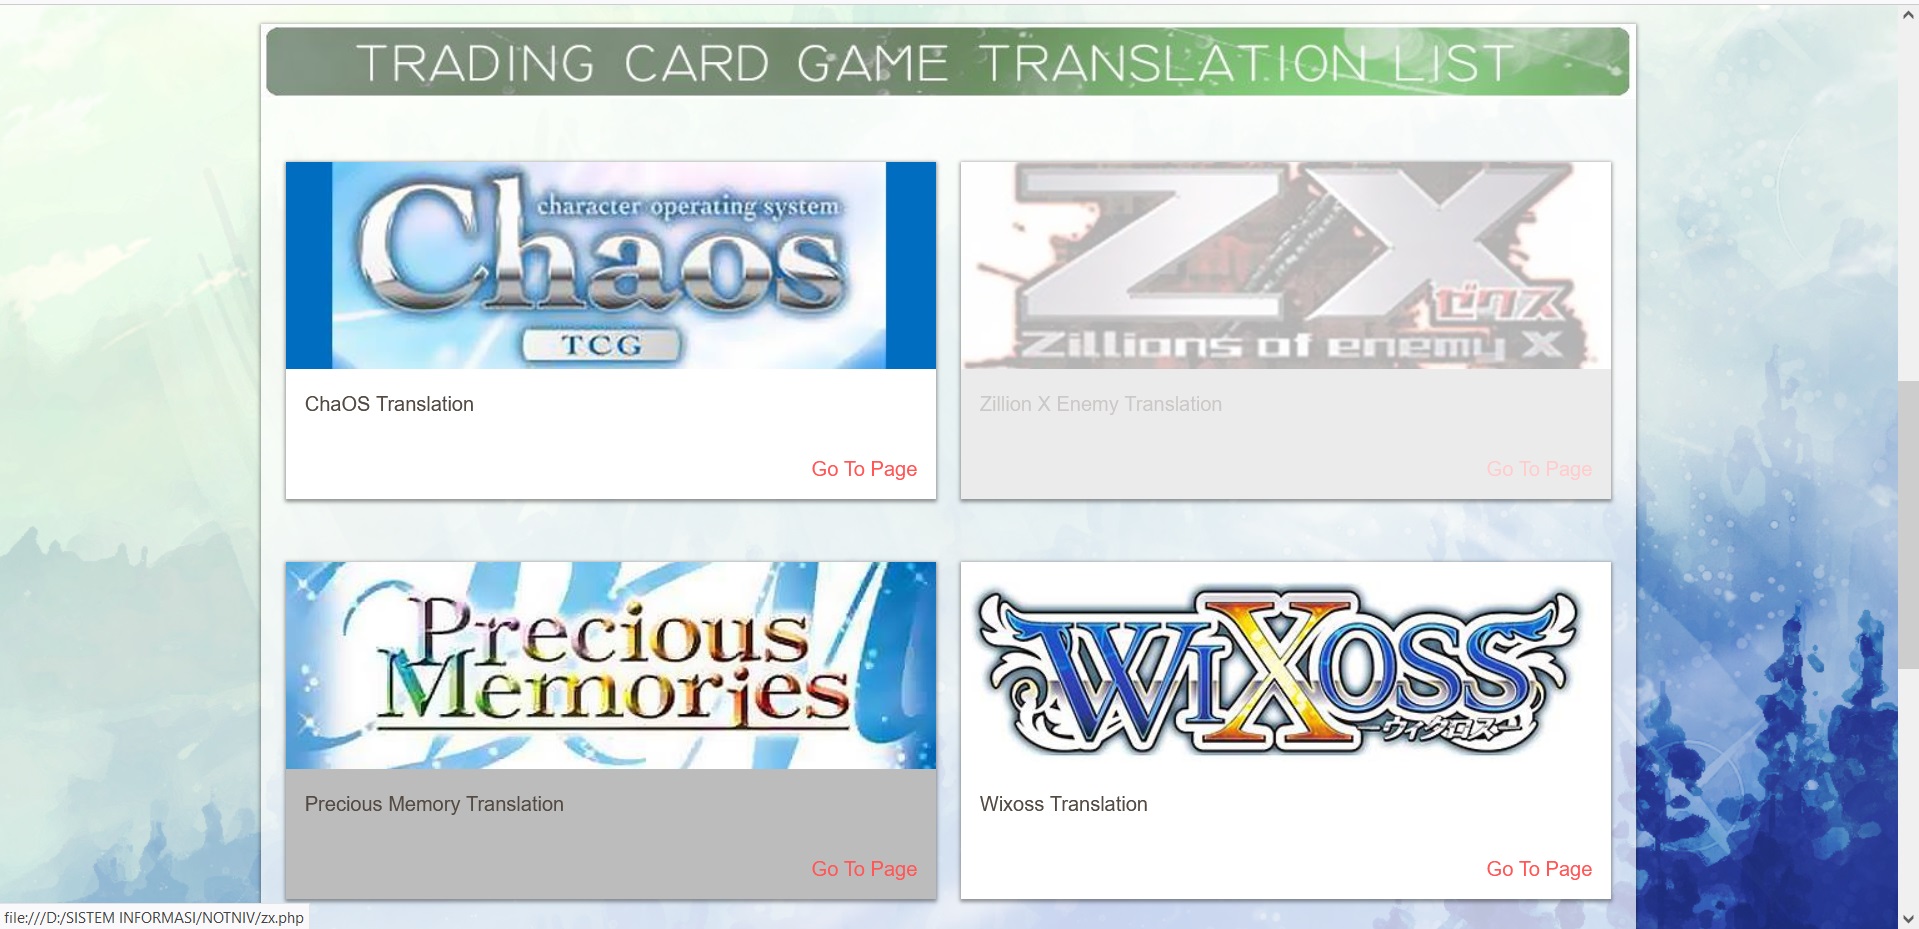 TRADING CARD GAME TRANSLATION LIST
character operating system
Chaos
TCG
ChaOS Translation
Go To Page
ZX
ゼクス
Zillions of enemy X
Zillion X Enemy Translation
Go To Page
Precious
Memories
Precious Memory Translation
Go To Page
WIXOSS
ーウィクロスー
Wixoss Translation
Go To Page
file:///D:/SISTEM INFORMASI/NOTNIV/zx.php